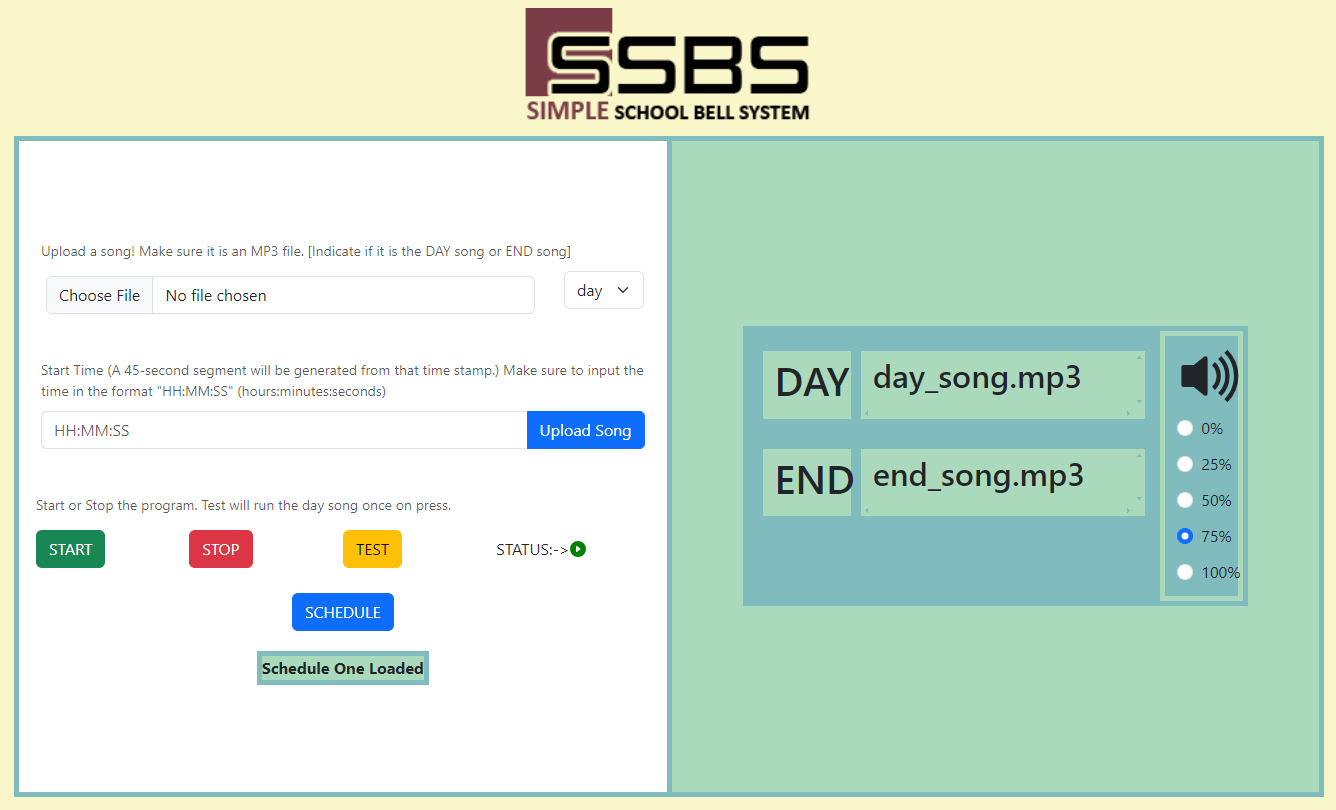 SSBS
SIMPLE SCHOOL BELL SYSTEM
Upload a song! Make sure it is an MP3 file. [Indicate if it is the DAY song or END song]
Choose File No file chosen day
Start Time (A 45-second segment will be generated from that time stamp.) Make sure to input the
time in the format "HH:MM:SS" (hours:minutes:seconds)
HH:MM:SS Upload Song
Start or Stop the program. Test will run the day song once on press.
START STOP TEST STATUS:->
SCHEDULE
Schedule One Loaded
DAY day_song.mp3
END end_song.mp3
0%
25%
50%
75%
100%